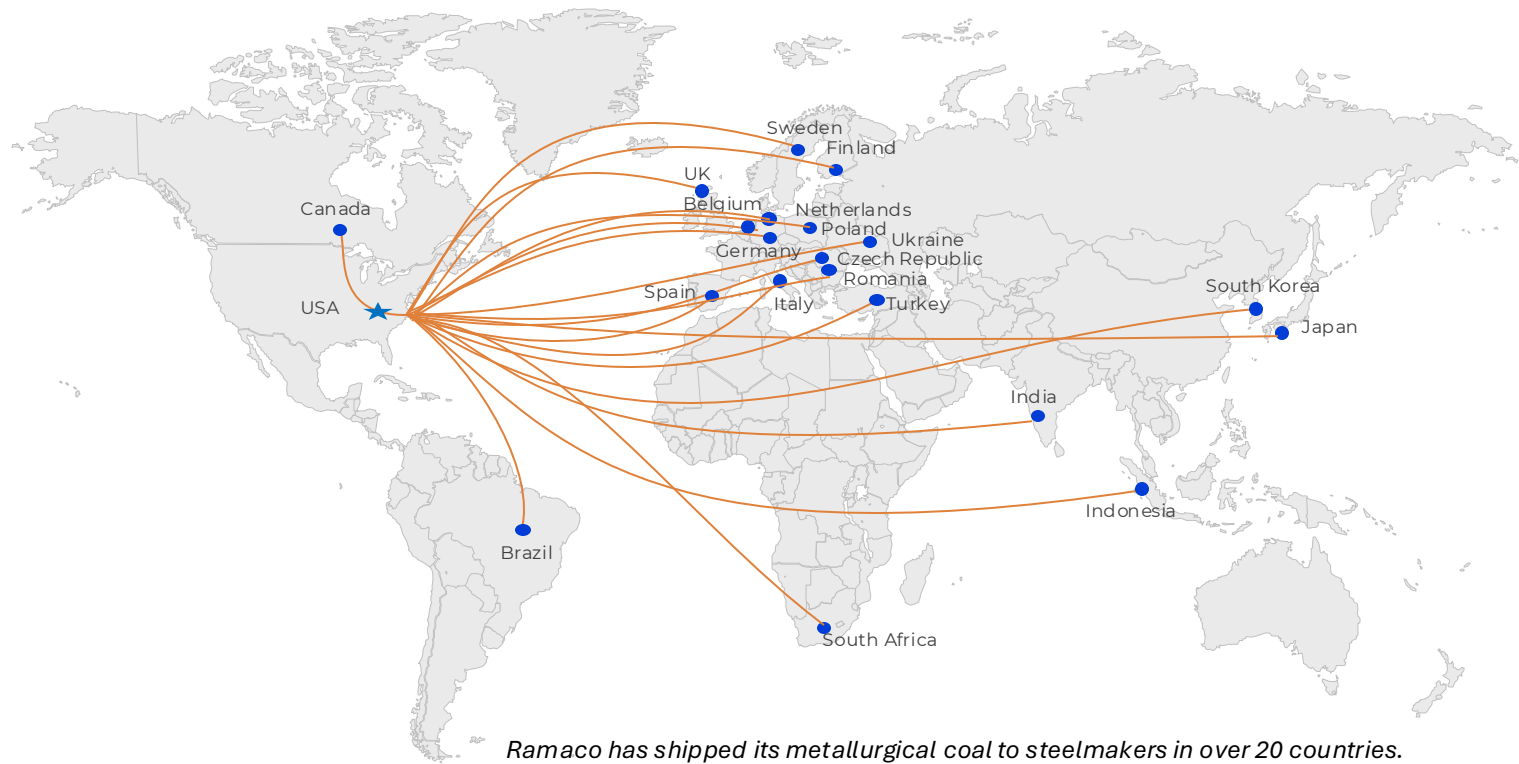 Sweden
Finland
UK
Belgium
Netherlands
Canada
Poland
Ukraine
Germany
Czech Republic
Romania
South Korea
Spain
Italy
Turkey
USA
Japan
India
Indonesia
Brazil
South Africa
Ramaco has shipped its metallurgical coal to steelmakers in over 20 countries.